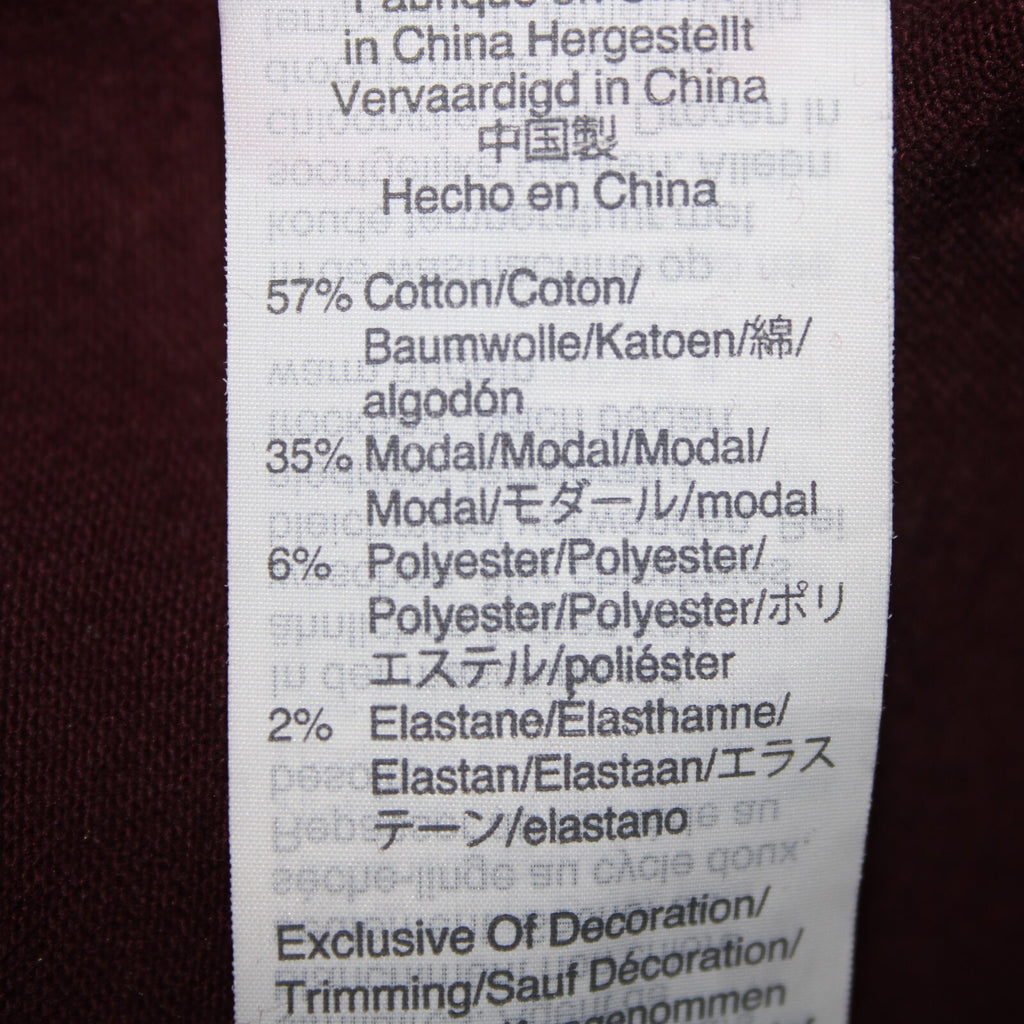 Fabriqué en Chine
in China Hergestellt
Vervaardigd in China
中国製
Hecho en China
57% Cotton/Coton/
Baumwolle/Katoen/綿/
algodón
35% Modal/Modal/Modal/
Modal/モダール/modal
6% Polyester/Polyester/
Polyester/Polyester/ポリ
エステル/poliéster
2% Elastane/Élasthanne/
Elastan/Elastaan/エラス
テーン/elastano
Exclusive Of Decoration/
Trimming/Sauf Décoration/